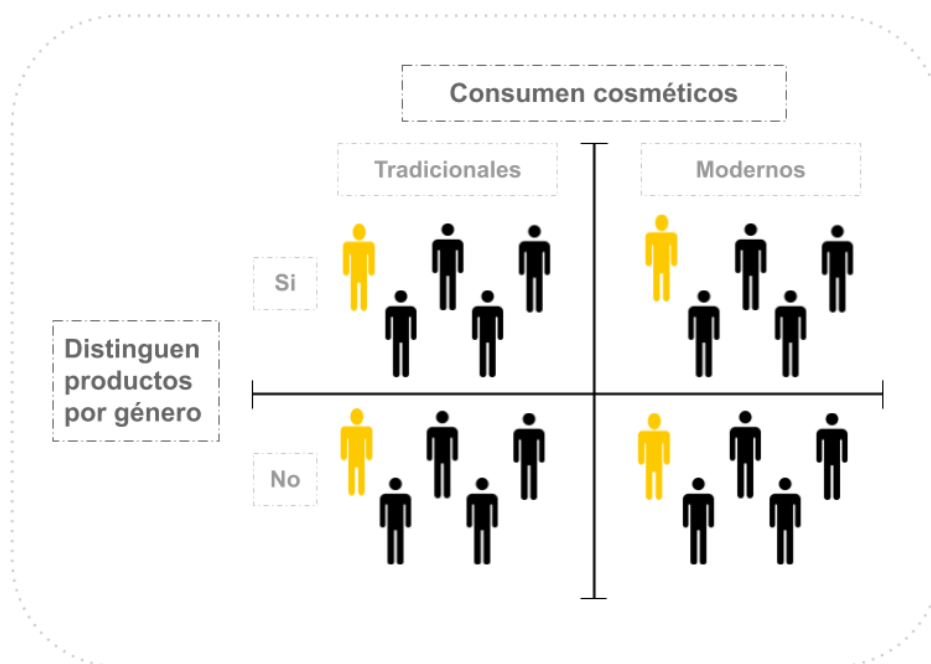 Consumen cosméticos
Tradicionales
Modernos
Si
Distinguen
productos
por género
No